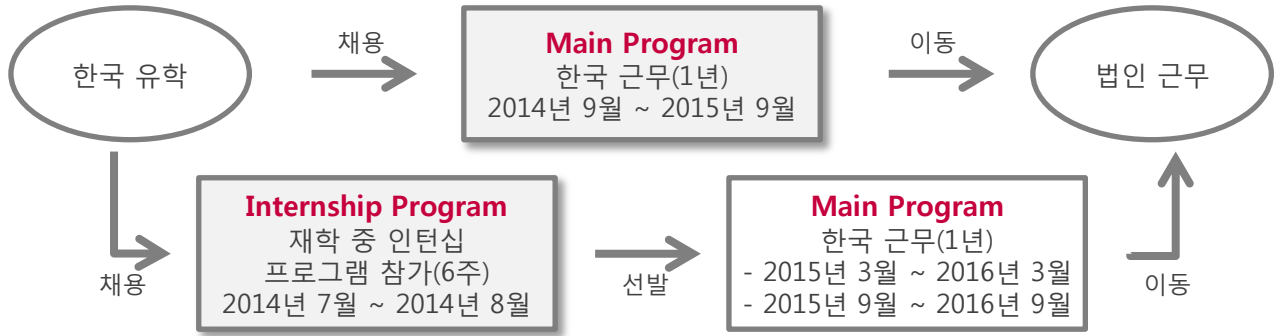 한국 유학
채용
Main Program
한국 근무(1년)
2014년 9월 ~ 2015년 9월
이동
법인 근무
채용
Internship Program
재학 중 인턴십
프로그램 참가(6주)
2014년 7월 ~ 2014년 8월
선발
Main Program
한국 근무(1년)
- 2015년 3월 ~ 2016년 3월
- 2015년 9월 ~ 2016년 9월
이동